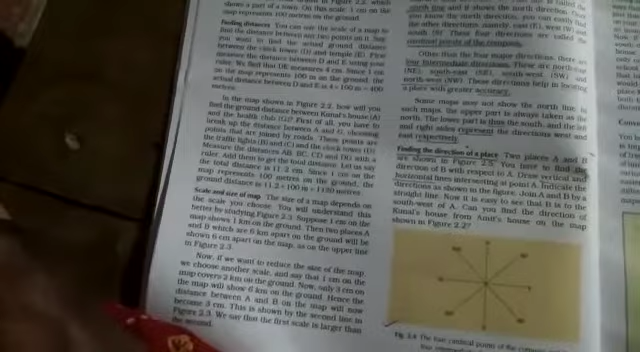 shows a part of a town. On this scale 1 cm on the
map represents 100 metres on the ground.
Finding distances You can use the scale of a map to
find the distance between any two points on it. Say
you want to find the actual ground distance
between the clock tower (D) and temple (E). First
measure the distance between D and E using your
ruler. We find that DE measures 4 cm. Since 1 cm
on the map represents 100 m on the ground, the
actual distance between D and E is 4 × 100 = 400
metres.
In the map shown in Figure 2.2, how will you
find the ground distance between Kamal's house (A)
and the health club (G)? First of all, you have to
break up the distance between A and G, choosing
points that are joined by roads. These points are
the traffic lights (B) and (C) and the clock tower (D)
Measure the distances AB, BC, CD and DG with a
ruler. Add them to get the total distance. Let us say
the total distance is 11.2 cm. Since 1 cm on the
map represents 100 metres on the ground, the
ground distance is 11.2 × 100 m = 1120 metres
Scale and size of map The size of a map depends on
the scale you choose. You will understand this
better by studying Figure 2.3. Suppose 1 cm on the
map shows 1 km on the ground. Then two places A
and B which are 6 km apart on the ground will be
shown 6 cm apart on the map, as on the upper line
in Figure 2.3.
Now, if we want to reduce the size of the map
we choose another scale, and say that 1 cm on the
map covers 2 km on the ground. Now, only 3 cm on
the map will show 6 km on the ground. Hence the
distance between A and B on the map will now
become 3 cm. This is shown by the second line in
Figure 2.3. We say that the first scale is larger than
the second.
north ring and it shows the north direction. Once
you know the north direction, you can easily find
the other directions, namely, east (E), west (W) and
south (S). These four directions are called the
cardinal points of the compass.
Other than the four major directions, there are
four intermediate directions. These are north-east
(NE), south-east (SE), south-west (SW) and
north-west (NW). These directions help in locating
a place with greater accuracy.
Some maps may not show the north line. In
such maps, the upper part is always taken as the
north. The lower part is thus the south, and the left
and right sides represent the directions west and
east respectively.
Finding the direction of a place Two places A and B
are shown in Figure 2.5. You have to find the
direction of B with respect to A. Draw vertical and
horizontal lines intersecting at point A. Indicate the
directions as shown in the figure. Join A and B by a
straight line. Now it is easy to see that B is to the
south-west of A. Can you find the direction of
Kamal's house from Amit's house on the map
shown in Figure 2.2?
Fig. 2.4 The four cardinal points of the compass